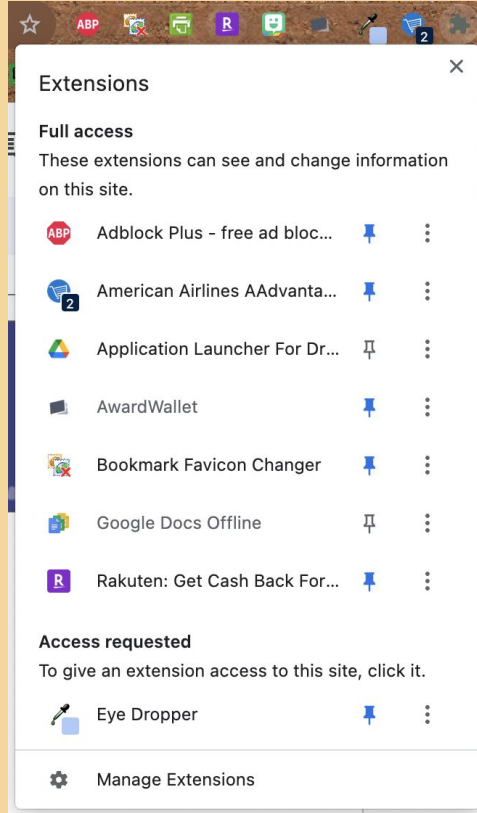 ABP
R
2
Extensions
Full access
These extensions can see and change information
on this site.
ABP Adblock Plus - free ad bloc...
2 American Airlines AAdvanta...
Application Launcher For Dr...
AwardWallet
Bookmark Favicon Changer
Google Docs Offline
R Rakuten: Get Cash Back For...
Access requested
To give an extension access to this site, click it.
Eye Dropper
Manage Extensions